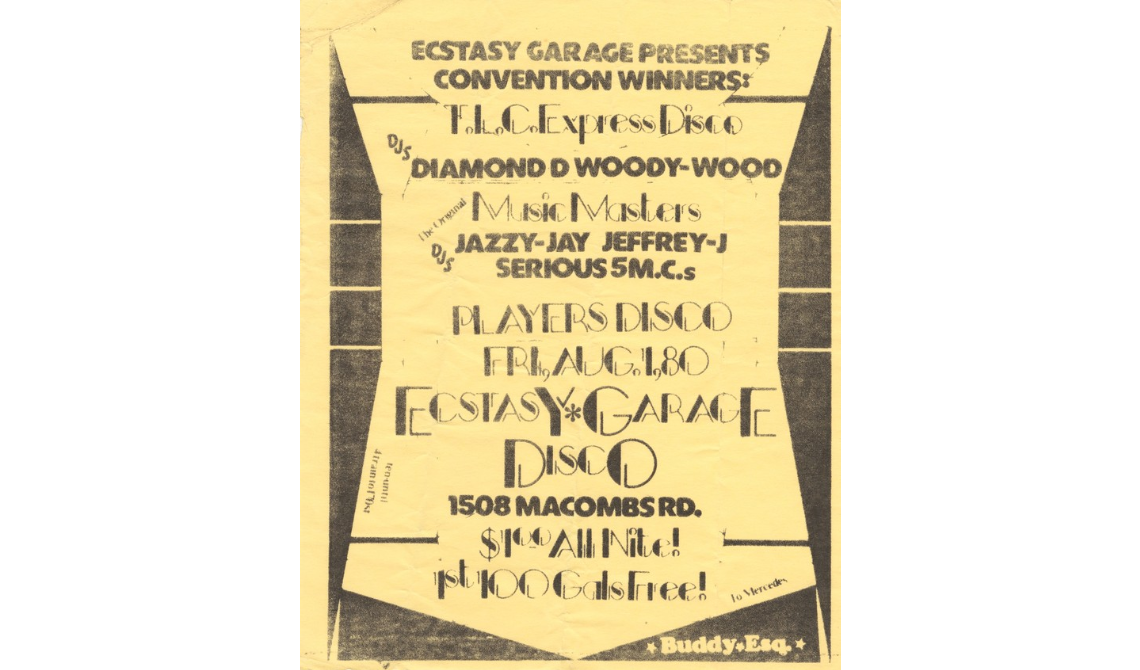 ECSTASY GARAGE PRESENTS
CONVENTION WINNERS:
T.L.C. Express Disco
DJS
DIAMOND D WOODY-WOOD
The Original
Music Masters
DJS
JAZZY-JAY JEFFREY-J
SERIOUS 5 M.C.s
PLAYERS DISCO
FRI, AUG. 1, 80
ECSTASY*GARAGE
DISCO
1508 MACOMBS RD.
$1.00 All Nite!
1st 100 Gals Free!
To Mercedes
*Buddy*Esq.*